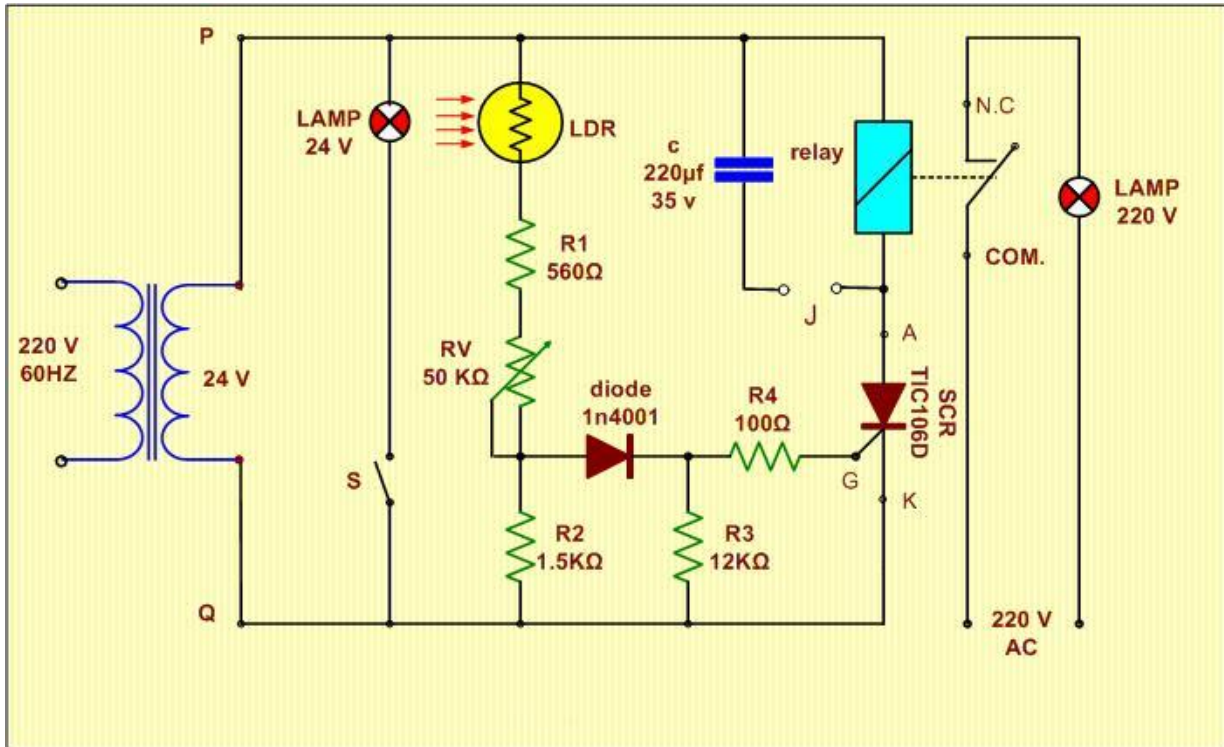 P
LAMP
24 V
LDR
c
220µf
35 v
relay
N.C
LAMP
220 V
R1
560Ω
COM.
J
A
220 V
60HZ
24 V
RV
50 KΩ
diode
1n4001
R4
100Ω
SCR
TIC106D
S
G
K
R2
1.5KΩ
R3
12KΩ
Q
220 V
AC